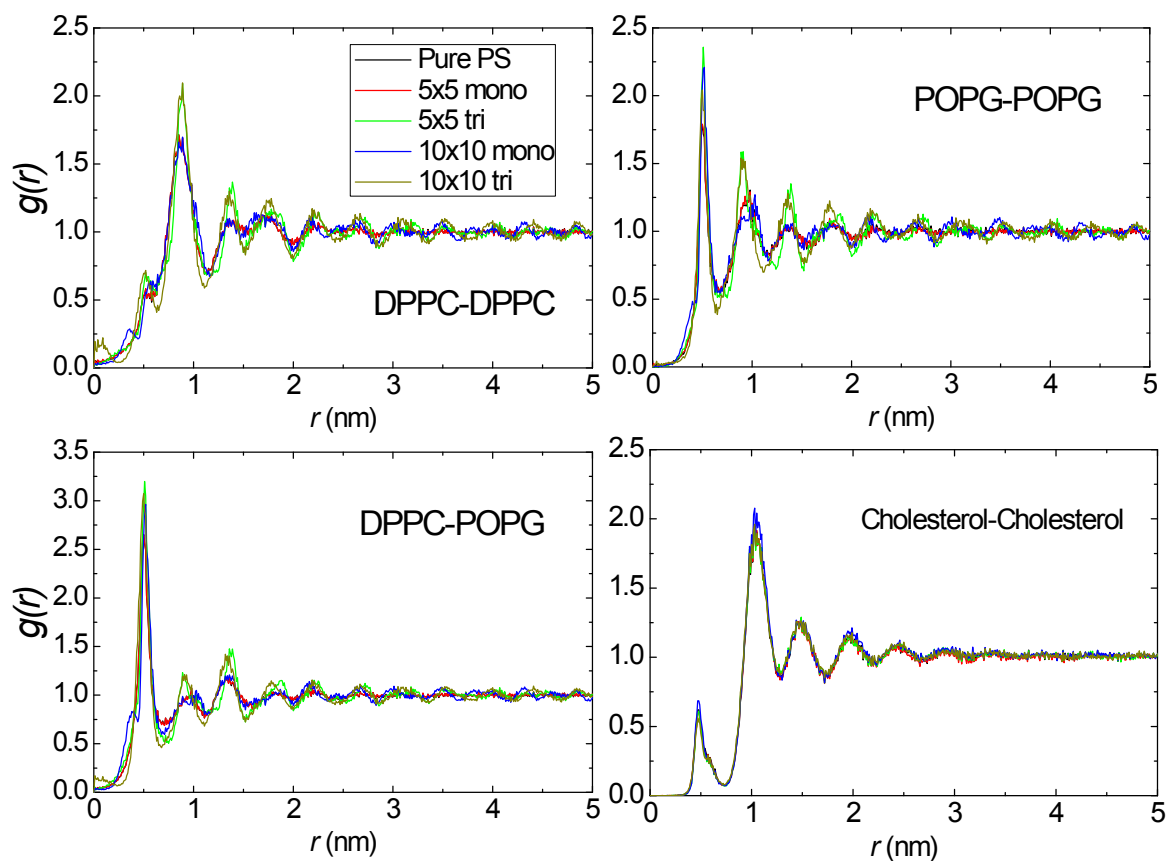 2.5
2.0
1.5
1.0
0.5
0.0
g(r)
0 1 2 3 4 5
r (nm)
Pure PS
5x5 mono
5x5 tri
10x10 mono
10x10 tri
DPPC-DPPC
2.5
2.0
1.5
1.0
0.5
0.0
0 1 2 3 4 5
r (nm)
POPG-POPG
3.5
3.0
2.5
2.0
1.5
1.0
0.5
0.0
g(r)
0 1 2 3 4 5
r (nm)
DPPC-POPG
2.5
2.0
1.5
1.0
0.5
0.0
0 1 2 3 4 5
r (nm)
Cholesterol-Cholesterol